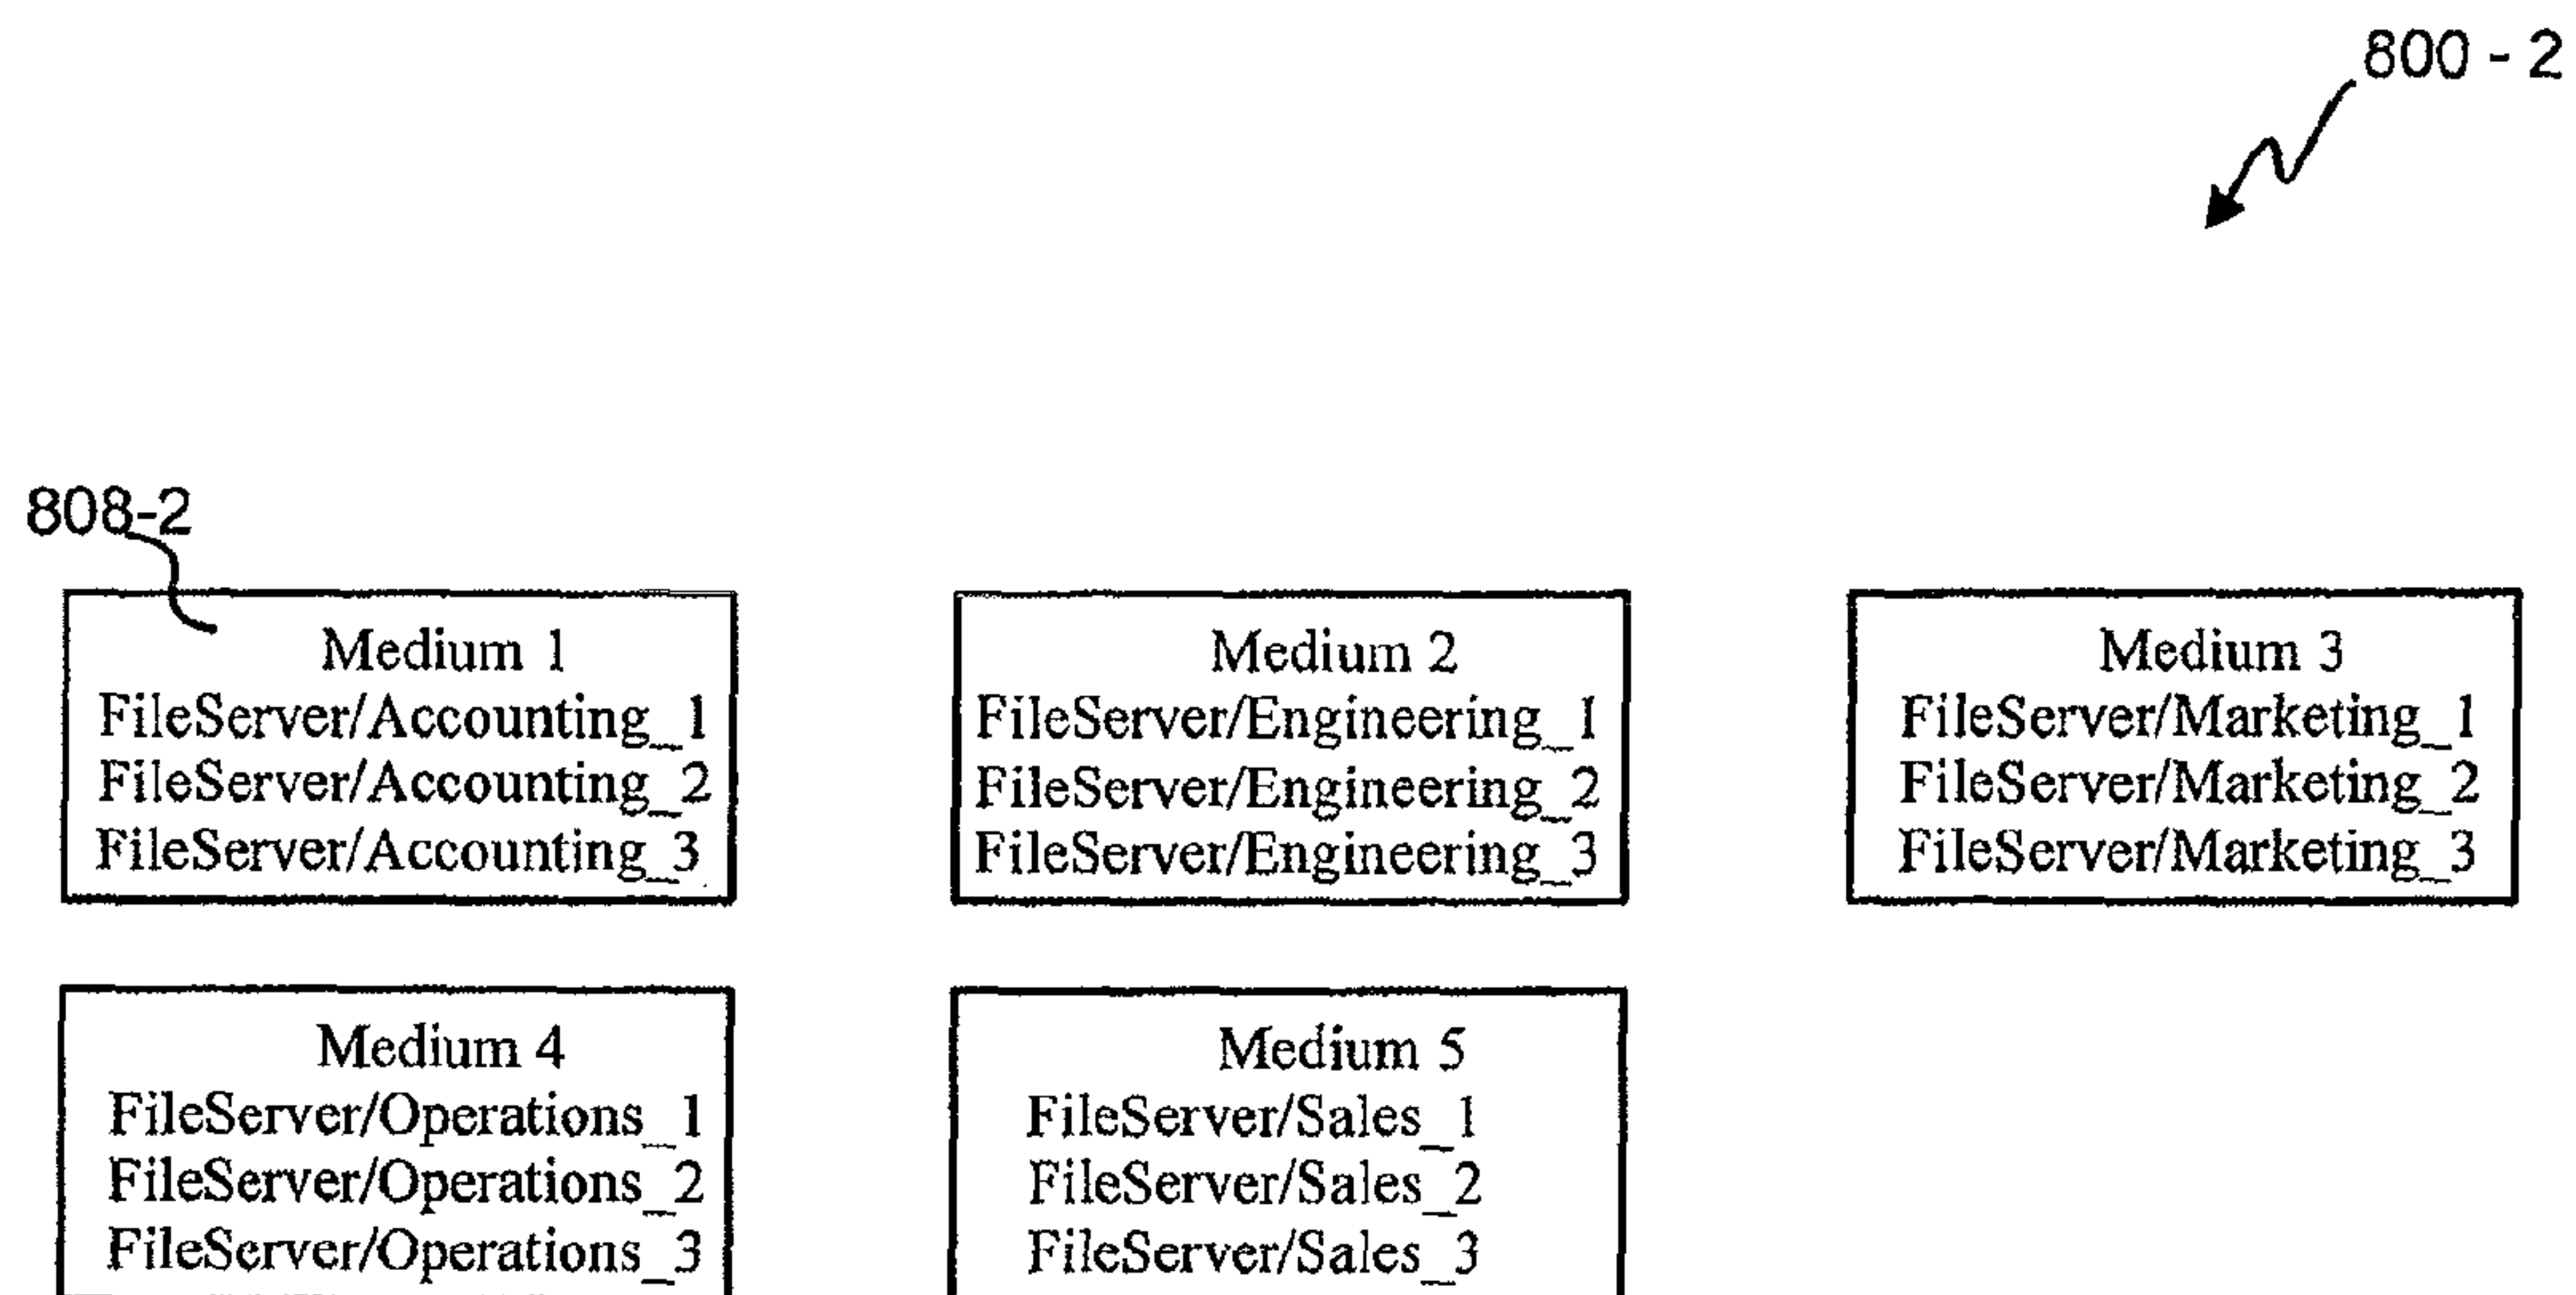 800 - 2
808-2
Medium 1
FileServer/Accounting_1
FileServer/Accounting_2
FileServer/Accounting_3
Medium 2
FileServer/Engineering_1
FileServer/Engineering_2
FileServer/Engineering_3
Medium 3
FileServer/Marketing_1
FileServer/Marketing_2
FileServer/Marketing_3
Medium 4
FileServer/Operations_1
FileServer/Operations_2
FileServer/Operations_3
Medium 5
FileServer/Sales_1
FileServer/Sales_2
FileServer/Sales_3